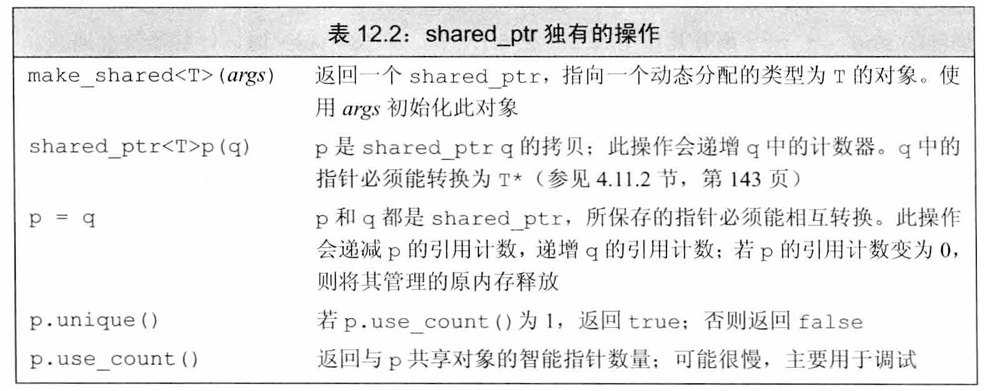 表 12.2：shared_ptr 独有的操作
make_shared<T>(args) 返回一个 shared_ptr，指向一个动态分配的类型为 T 的对象。使
用 args 初始化此对象
shared_ptr<T>p(q) p 是 shared_ptr q 的拷贝；此操作会递增 q 中的计数器。q 中的
指针必须能转换为 T*（参见 4.11.2 节，第 143 页）
p = q p 和 q 都是 shared_ptr，所保存的指针必须能相互转换。此操作
会递减 p 的引用计数，递增 q 的引用计数；若 p 的引用计数变为 0，
则将其管理的原内存释放
p.unique() 若 p.use_count() 为 1，返回 true；否则返回 false
p.use_count() 返回与 p 共享对象的智能指针数量；可能很慢，主要用于调试